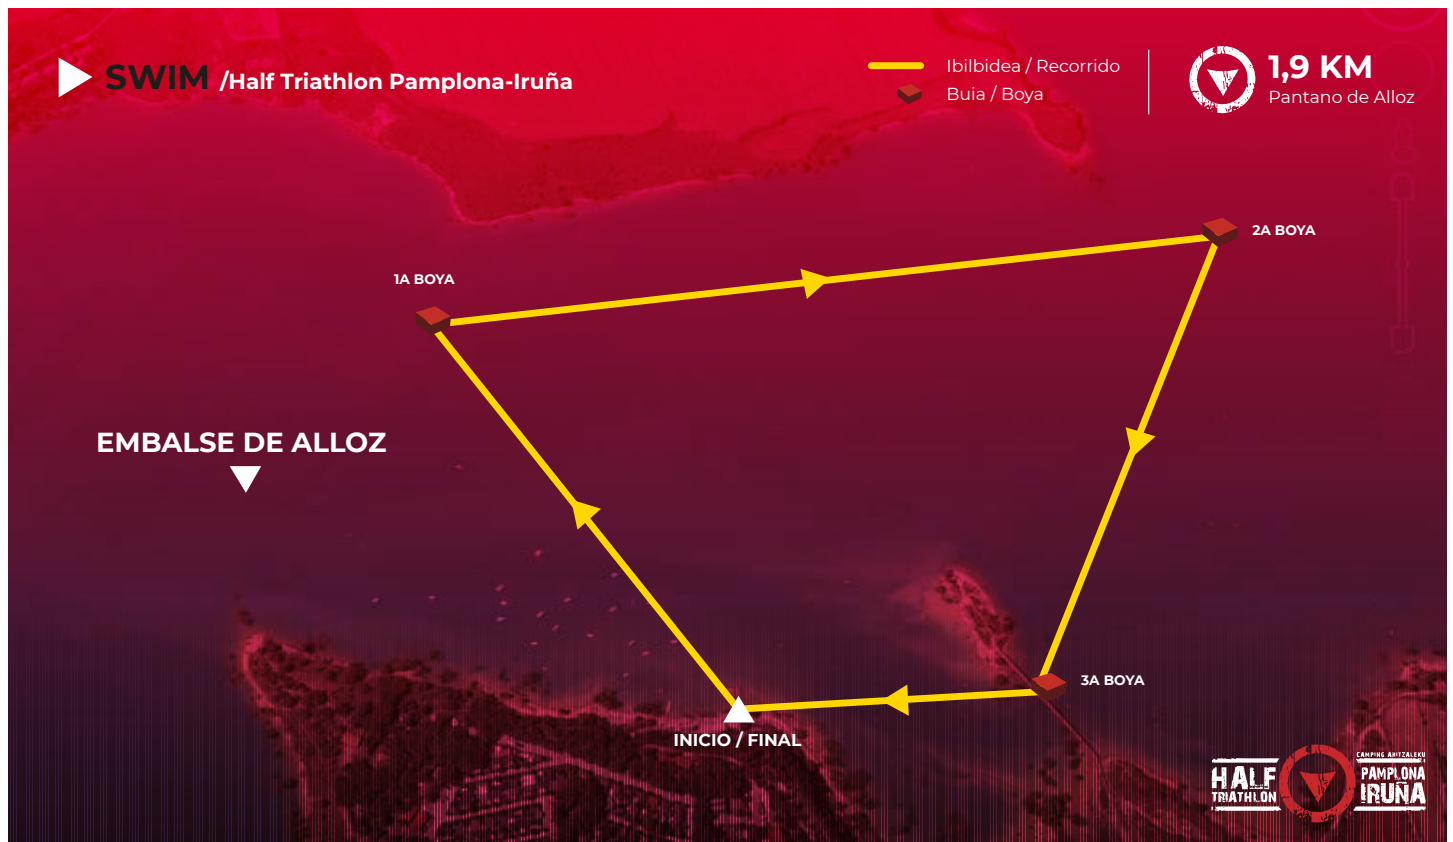 SWIM /Half Triathlon Pamplona-Iruña
Ibilbidea / Recorrido
Buia / Boya
1,9 KM
Pantano de Alloz
2A BOYA
1A BOYA
EMBALSE DE ALLOZ
3A BOYA
INICIO / FINAL
HALF
TRIATHLON
CAMPING ARITZALEKU
PAMPLONA
IRUÑA